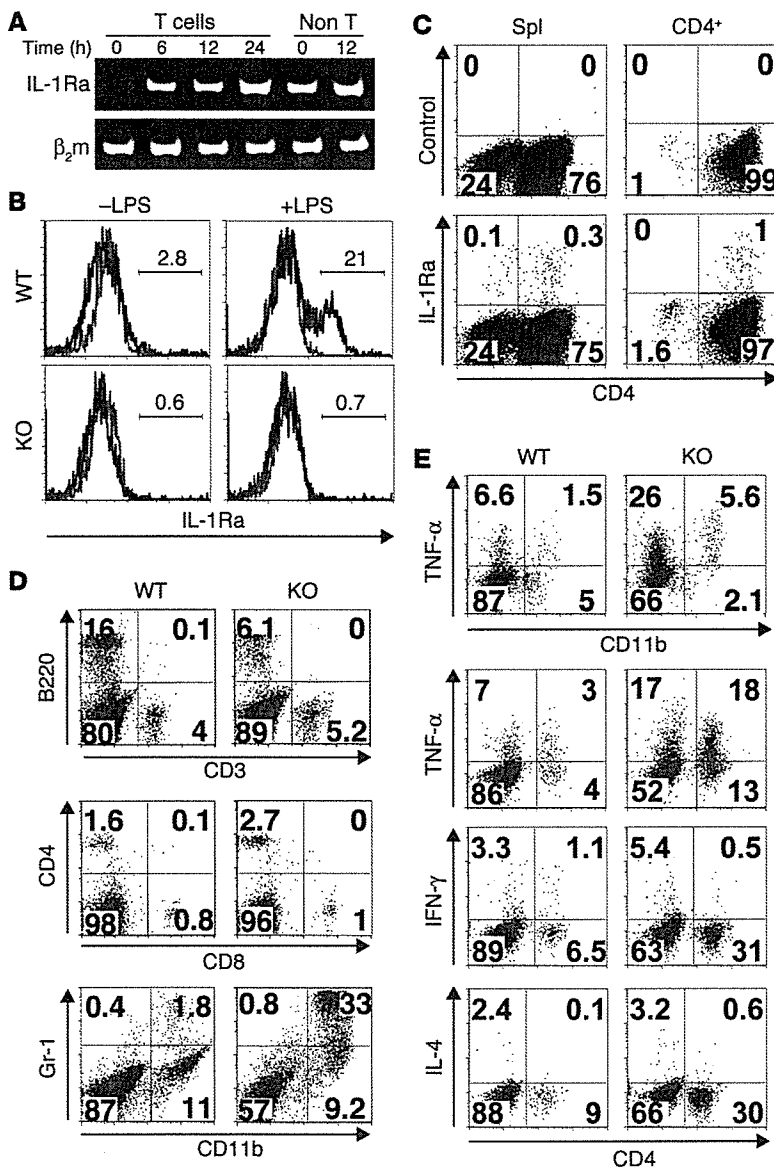 A
T cells Non T
Time (h) 0 6 12 24 0 12
IL-1Ra
β2m
B
–LPS +LPS
WT
2.8 21
KO
0.6 0.7
IL-1Ra
C
Spl CD4+
Control
0 0 0 0
24 76 1 99
IL-1Ra
0.1 0.3 0 1
24 75 1.6 97
CD4
D
WT KO
B220
16 0.1 6.1 0
80 4 89 5.2
CD3
CD4
1.6 0.1 2.7 0
98 0.8 96 1
CD8
Gr-1
0.4 1.8 0.8 33
87 11 57 9.2
CD11b
E
WT KO
TNF-α
6.6 1.5 26 5.6
87 5 66 2.1
CD11b
TNF-α
7 3 17 18
86 4 52 13
IFN-γ
3.3 1.1 5.4 0.5
89 6.5 63 31
IL-4
2.4 0.1 3.2 0.6
88 9 66 30
CD4